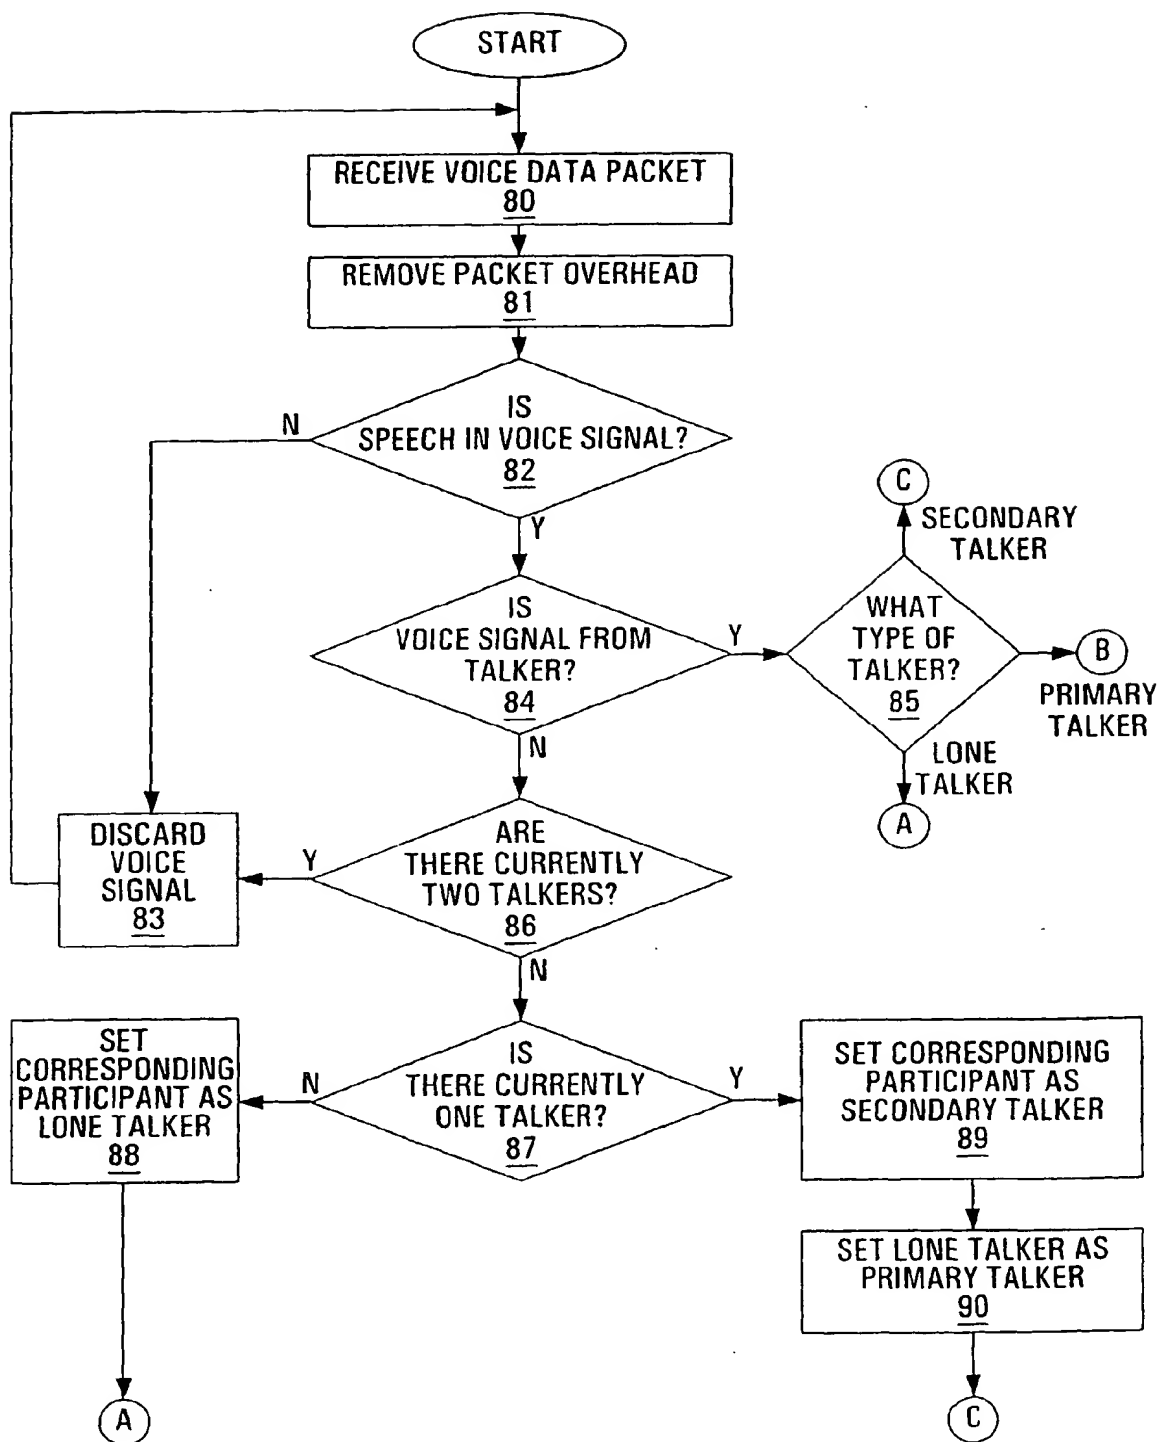 START
RECEIVE VOICE DATA PACKET
80
REMOVE PACKET OVERHEAD
81
IS
SPEECH IN VOICE SIGNAL?
82
N
Y
IS
VOICE SIGNAL FROM
TALKER?
84
Y
N
WHAT
TYPE OF
TALKER?
85
C
SECONDARY
TALKER
B
PRIMARY
TALKER
LONE
TALKER
A
ARE
THERE CURRENTLY
TWO TALKERS?
86
Y
N
DISCARD
VOICE
SIGNAL
83
IS
THERE CURRENTLY
ONE TALKER?
87
N
Y
SET
CORRESPONDING
PARTICIPANT AS
LONE TALKER
88
A
SET CORRESPONDING
PARTICIPANT AS
SECONDARY TALKER
89
SET LONE TALKER AS
PRIMARY TALKER
90
C